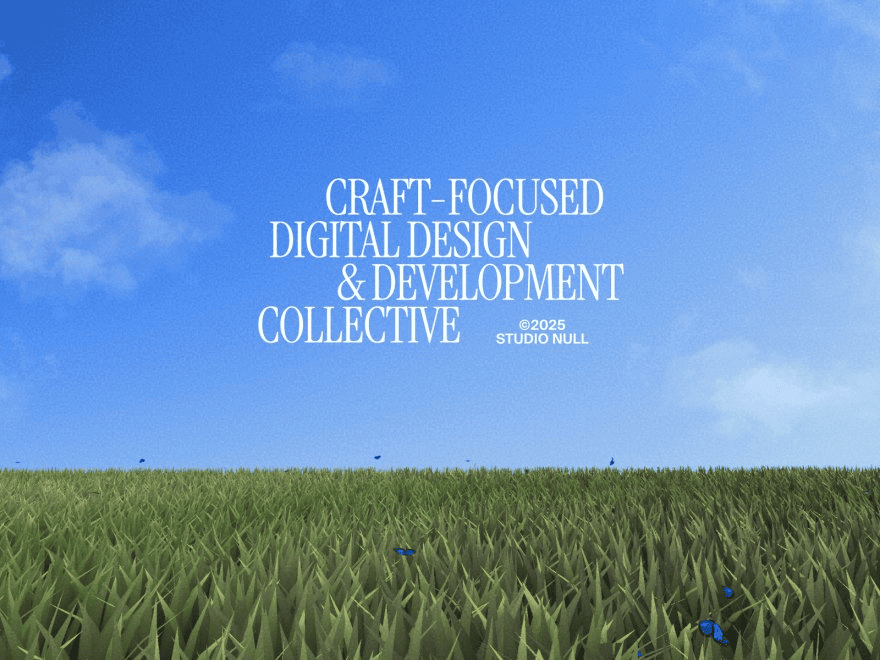 CRAFT-FOCUSED
DIGITAL DESIGN
& DEVELOPMENT
COLLECTIVE
©2025
STUDIO NULL